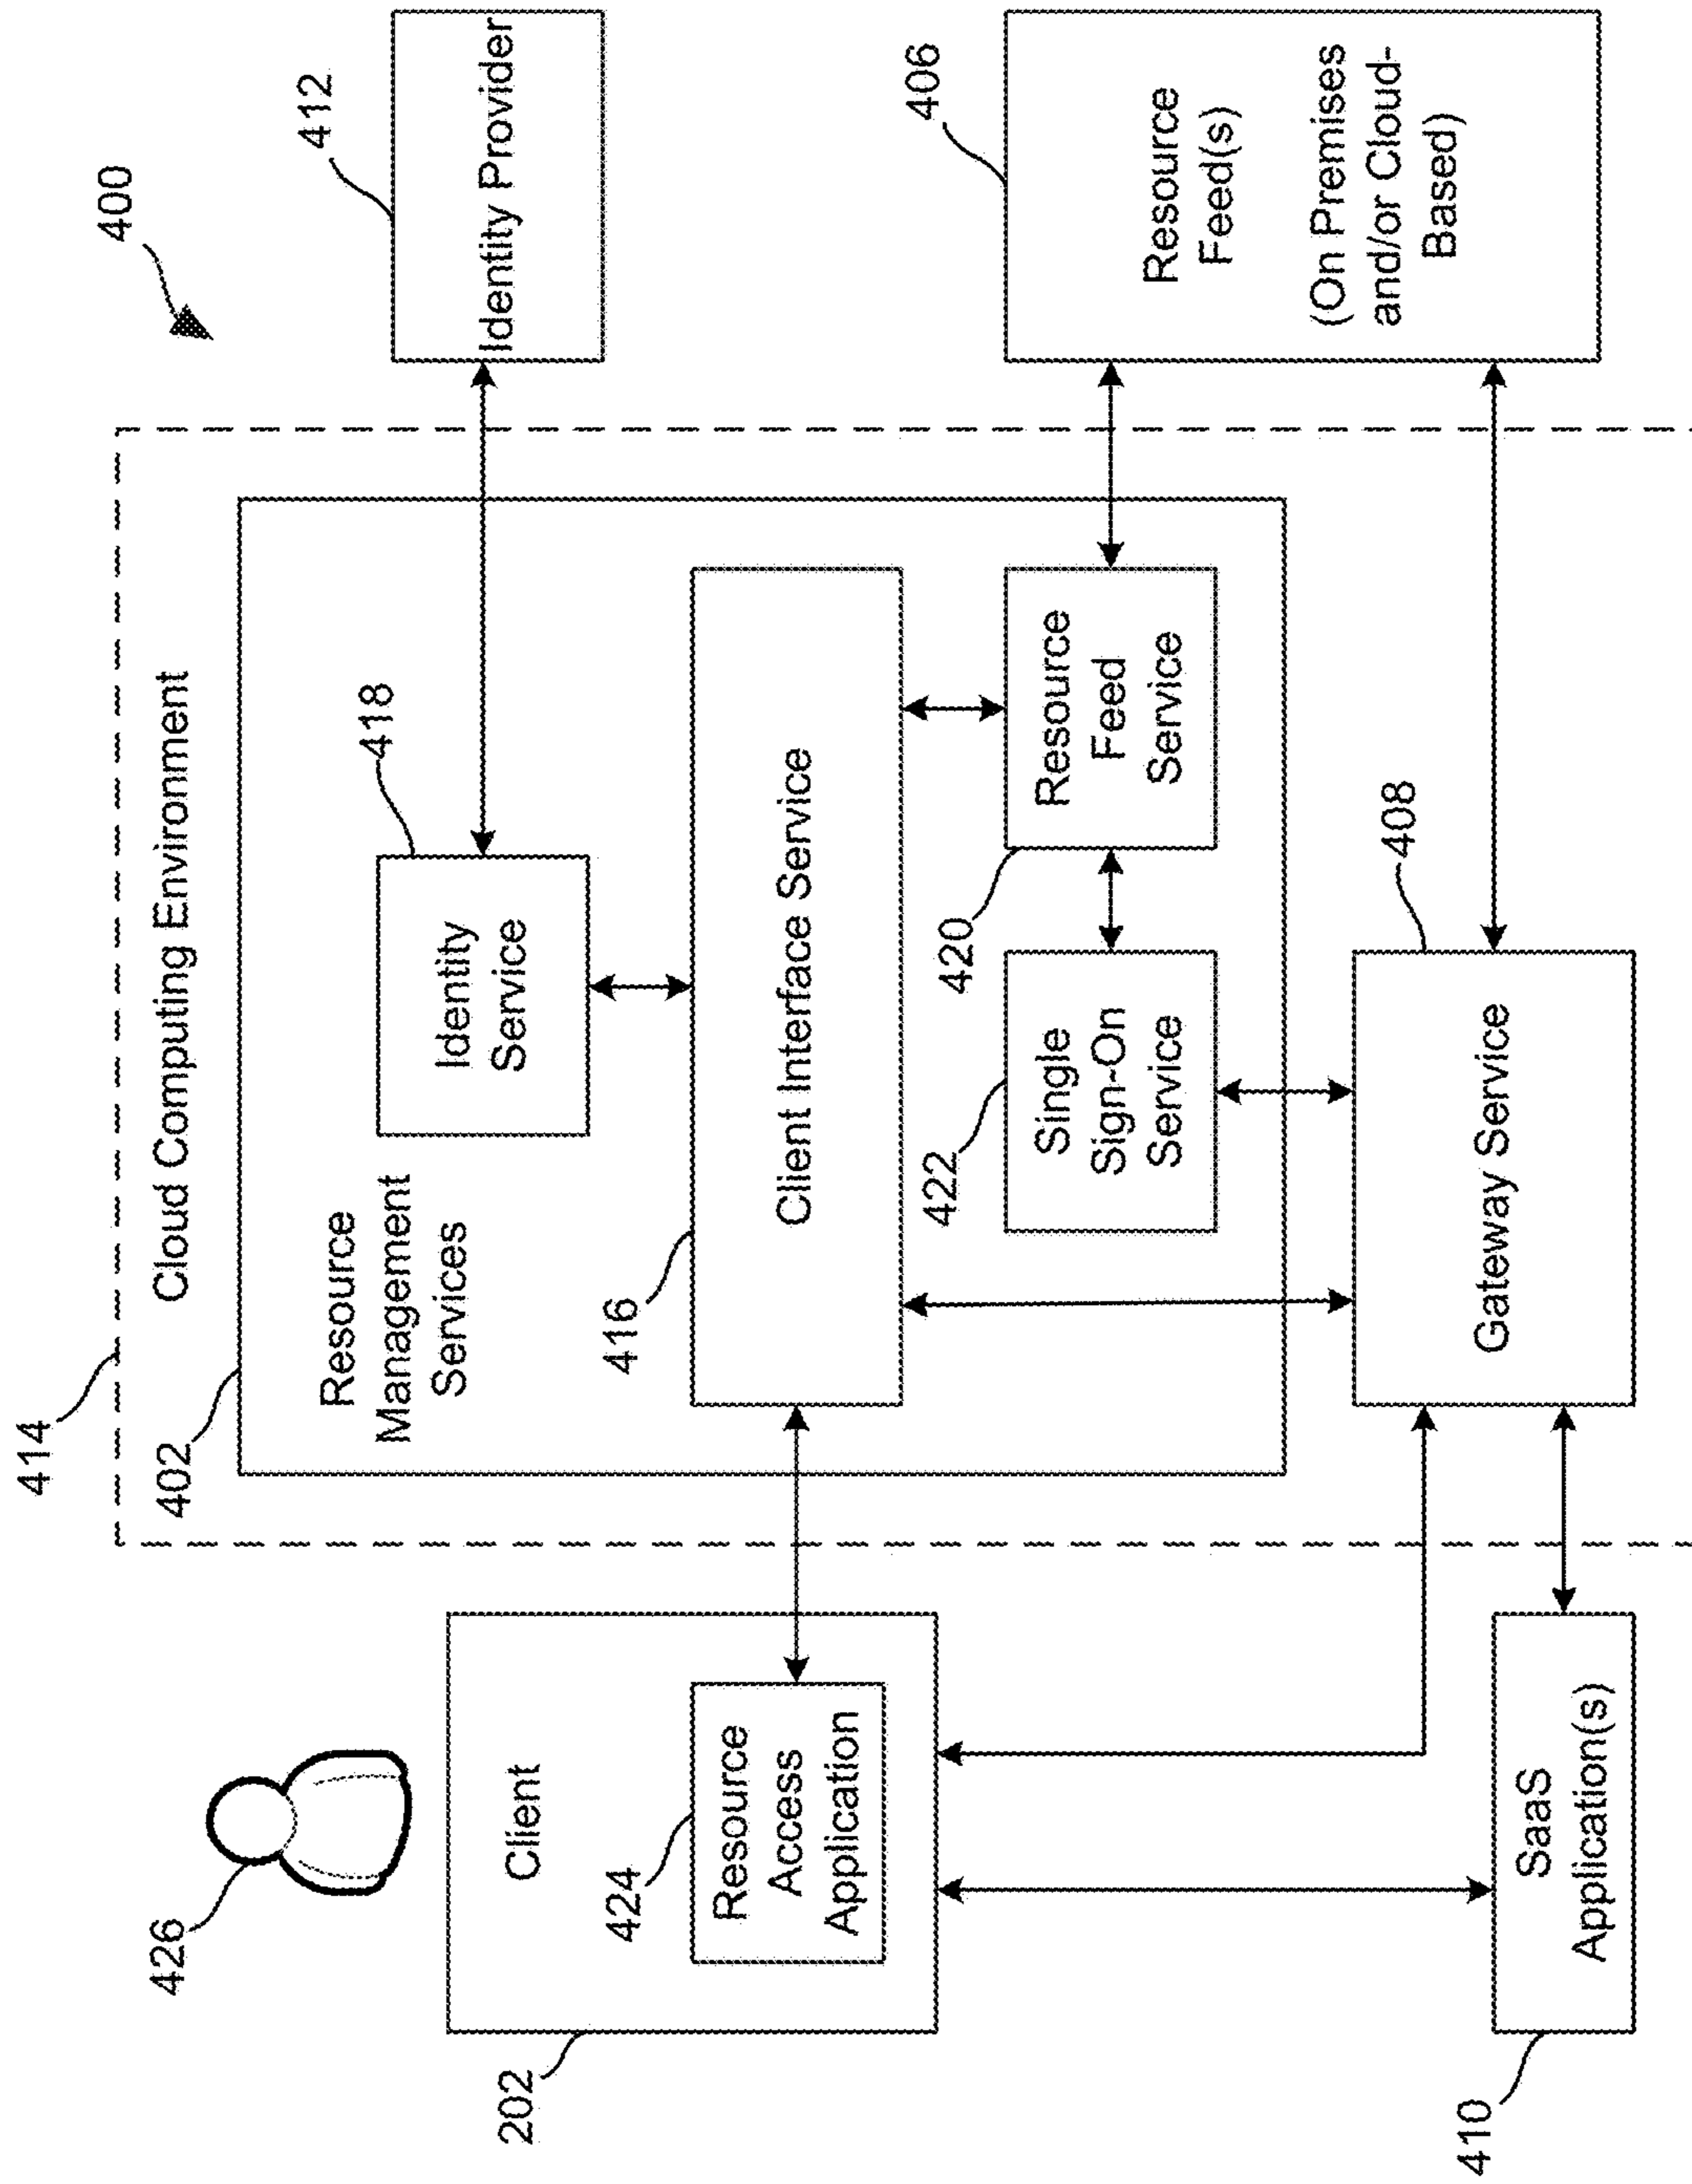 400
414
Cloud Computing Environment
402
Resource
Management
Services
418
Identity
Service
412
Identity Provider
426
Client
202
424
Resource
Access
Application
416
Client Interface Service
422
Single
Sign-On
Service
420
Resource
Feed
Service
406
Resource
Feed(s)
(On Premises
and/or Cloud-
Based)
410
SaaS
Application(s)
408
Gateway Service